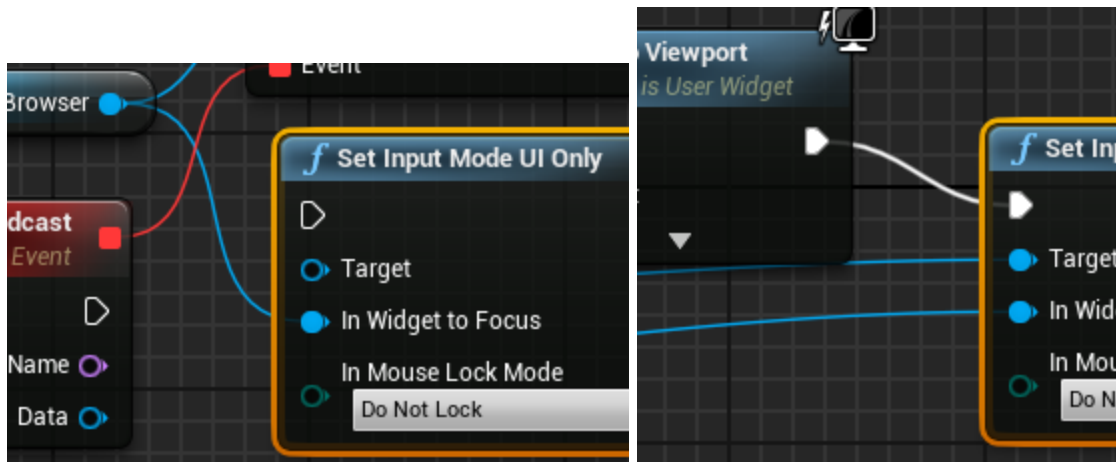 Event
Browser
f Set Input Mode UI Only
dcast
Event
Target
In Widget to Focus
Name
In Mouse Lock Mode
Data
Do Not Lock
Viewport
is User Widget
f Set Inp
Target
In Wid
In Mou
Do N